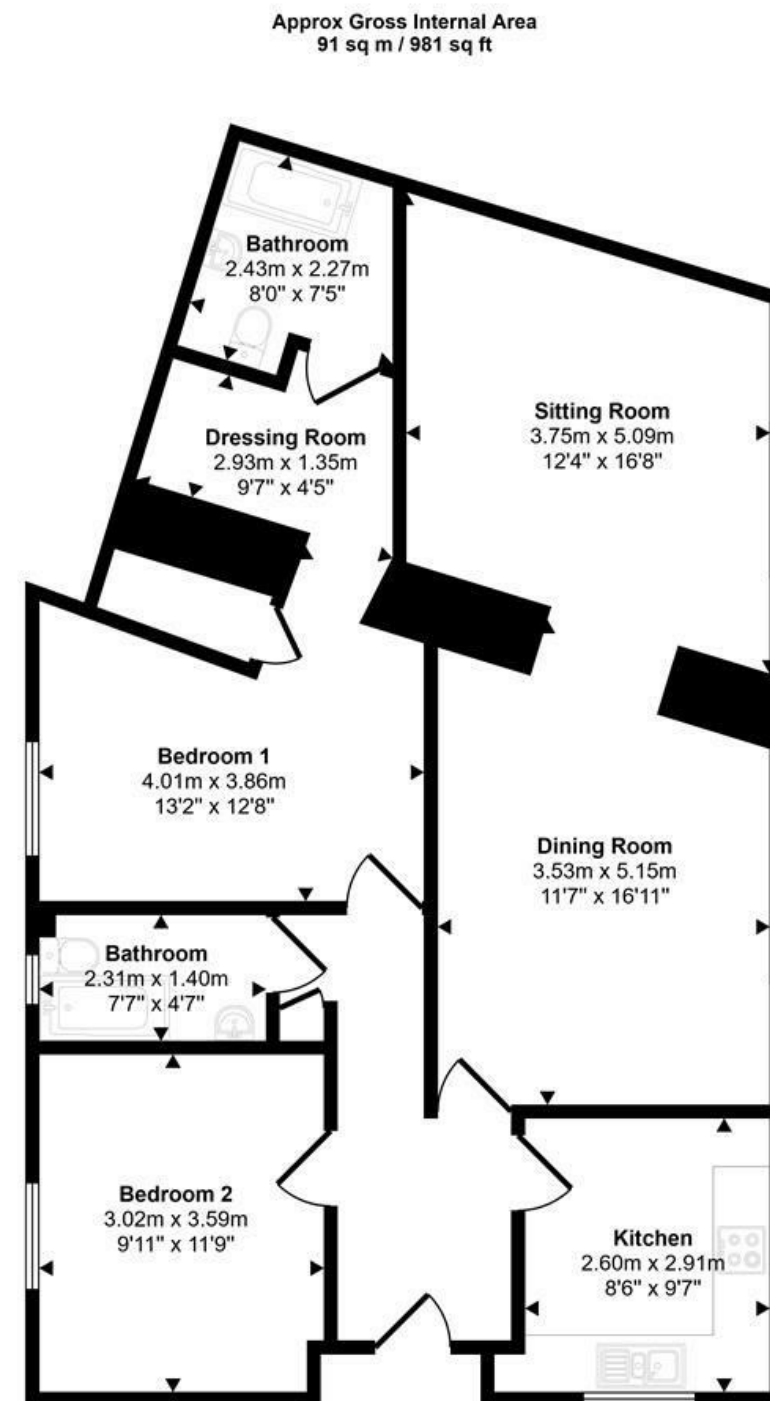 Approx Gross Internal Area
91 sq m / 981 sq ft
Bathroom
2.43m x 2.27m
8'0" x 7'5"
Sitting Room
3.75m x 5.09m
12'4" x 16'8"
Dressing Room
2.93m x 1.35m
9'7" x 4'5"
Bedroom 1
4.01m x 3.86m
13'2" x 12'8"
Dining Room
3.53m x 5.15m
11'7" x 16'11"
Bathroom
2.31m x 1.40m
7'7" x 4'7"
Bedroom 2
3.02m x 3.59m
9'11" x 11'9"
Kitchen
2.60m x 2.91m
8'6" x 9'7"